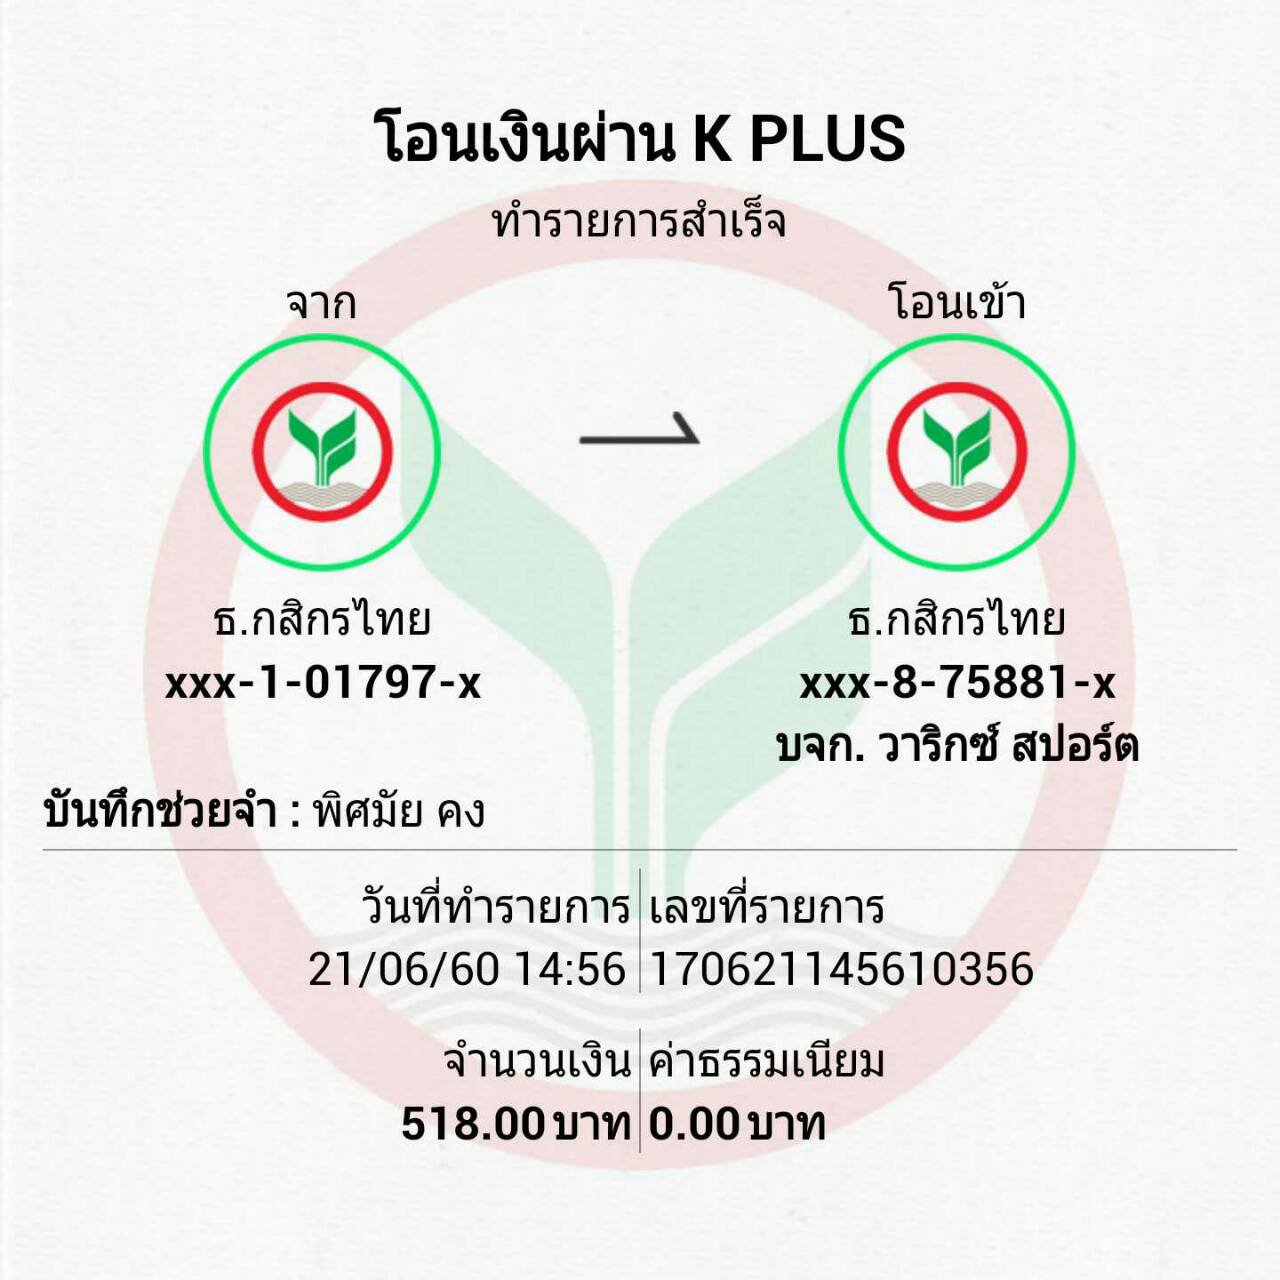 โอนเงินผ่าน K PLUS
ทำรายการสำเร็จ
จาก
โอนเข้า
ธ.กสิกรไทย
xxx-1-01797-x
ธ.กสิกรไทย
xxx-8-75881-x
บจก. วาริกซ์ สปอร์ต
บันทึกช่วยจำ : พิศมัย คง
วันที่ทำรายการ
21/06/60 14:56
เลขที่รายการ
170621145610356
จำนวนเงิน
518.00 บาท
ค่าธรรมเนียม
0.00 บาท